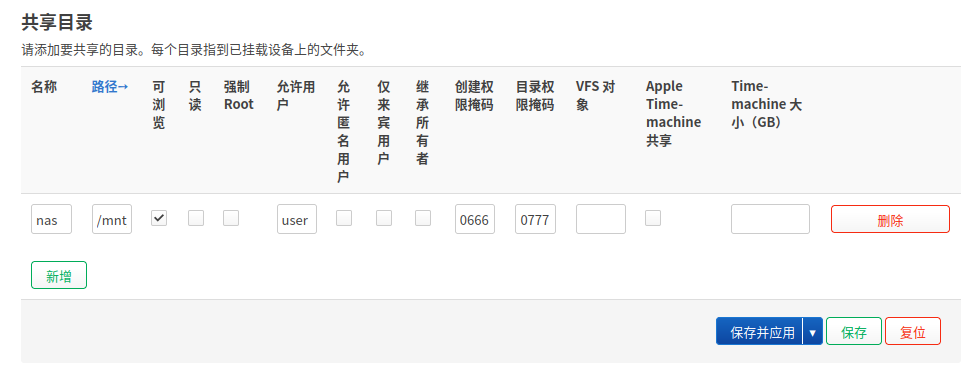 共享目录
请添加要共享的目录。每个目录指到已挂载设备上的文件夹。
名称 路径→ 可浏览 只读 强制 Root 允许用户 允许匿名用户 仅来宾用户 继承所有者 创建权限掩码 目录权限掩码 VFS 对象 Apple Time-machine 共享 Time-machine 大小（GB）
nas /mnt user 0666 0777 删除
新增
保存并应用 ▾ 保存 复位